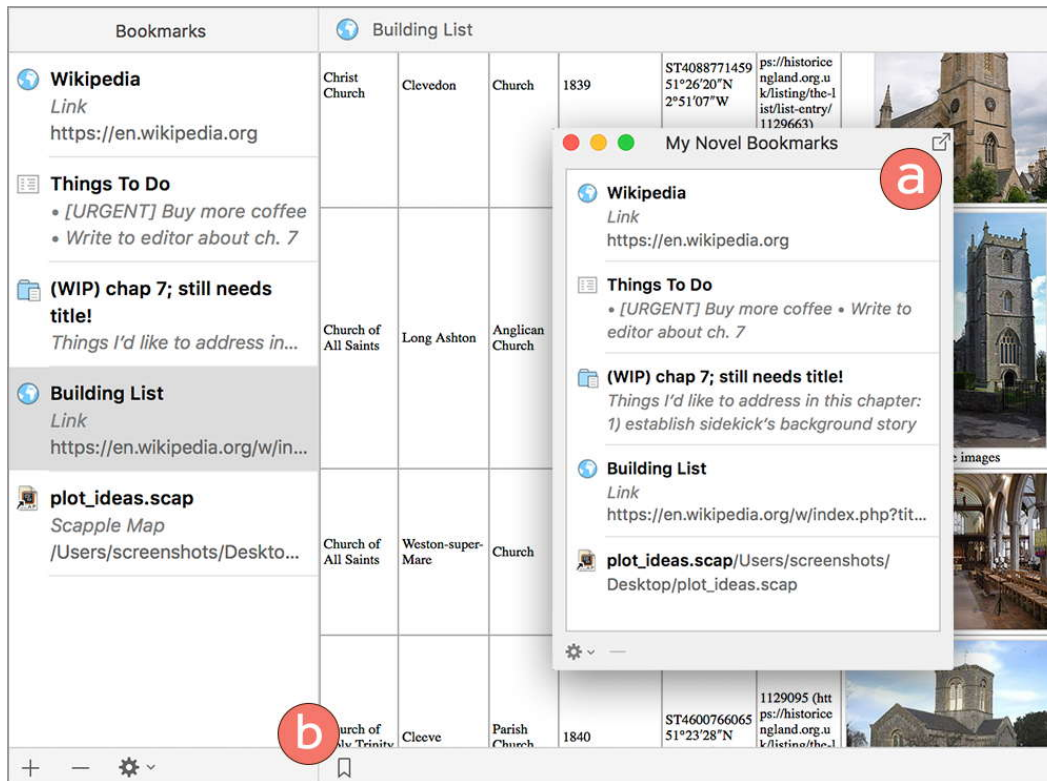 Bookmarks
Building List
Wikipedia
Link
https://en.wikipedia.org
Things To Do
• [URGENT] Buy more coffee
• Write to editor about ch. 7
(WIP) chap 7; still needs
title!
Things I’d like to address in...
Building List
Link
https://en.wikipedia.org/w/in...
plot_ideas.scap
Scapple Map
/Users/screenshots/Deskto...
Christ
Church
Clevedon
Church
1839
ST4088771459
51°26′20″N
2°51′07″W
ps://historice
ngland.org.u
k/listing/the-l
ist/list-entry/
1129663)
Church of
All Saints
Long Ashton
Anglican
Church
e images
Church of
All Saints
Weston-super-
Mare
Church
Church of
Holy Trinity
Cleeve
Parish
Church
1840
ST4600766065
51°23′28″N
1129095 (htt
ps://historice
ngland.org.u
k/listing/the-l
My Novel Bookmarks
a
Wikipedia
Link
https://en.wikipedia.org
Things To Do
• [URGENT] Buy more coffee • Write to
editor about ch. 7
(WIP) chap 7; still needs title!
Things I’d like to address in this chapter:
1) establish sidekick’s background story
Building List
Link
https://en.wikipedia.org/w/index.php?tit...
plot_ideas.scap/Users/screenshots/
Desktop/plot_ideas.scap
b